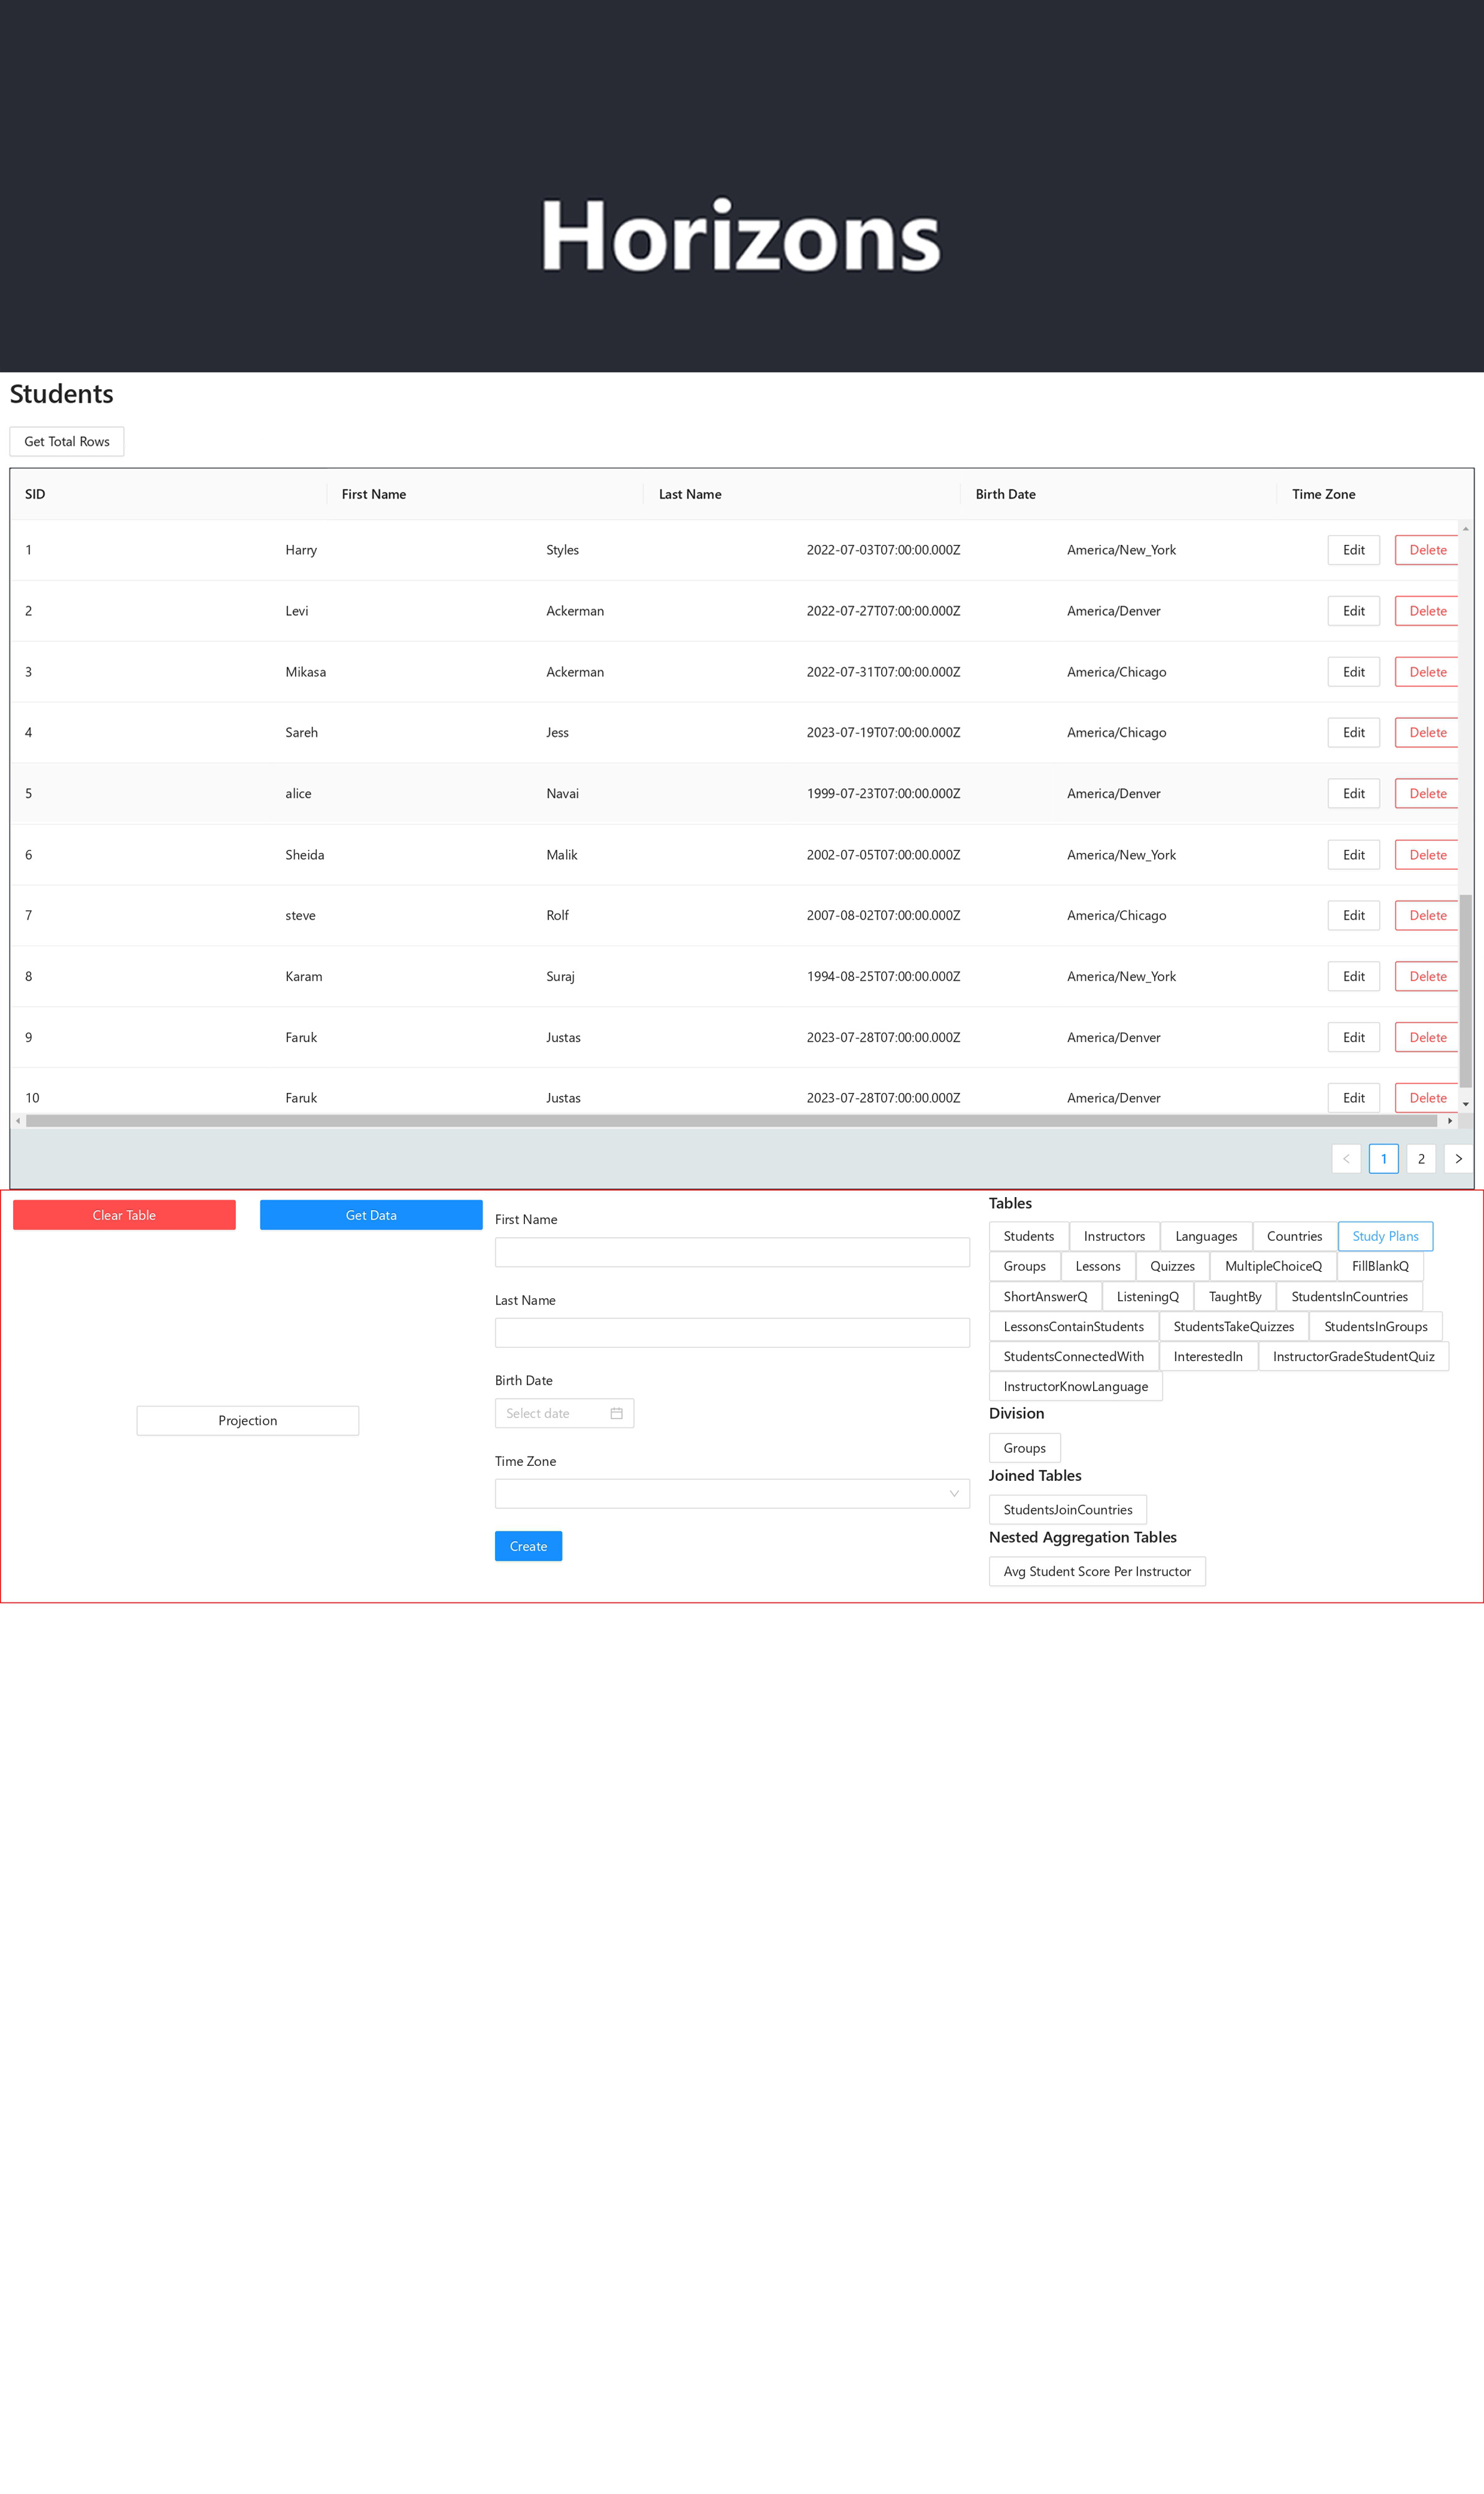 Horizons
Students
Get Total Rows
SID First Name Last Name Birth Date Time Zone
1 Harry Styles 2022-07-03T07:00:00.000Z America/New_York Edit Delete
2 Levi Ackerman 2022-07-27T07:00:00.000Z America/Denver Edit Delete
3 Mikasa Ackerman 2022-07-31T07:00:00.000Z America/Chicago Edit Delete
4 Sareh Jess 2023-07-19T07:00:00.000Z America/Chicago Edit Delete
5 alice Navai 1999-07-23T07:00:00.000Z America/Denver Edit Delete
6 Sheida Malik 2002-07-05T07:00:00.000Z America/New_York Edit Delete
7 steve Rolf 2007-08-02T07:00:00.000Z America/Chicago Edit Delete
8 Karam Suraj 1994-08-25T07:00:00.000Z America/New_York Edit Delete
9 Faruk Justas 2023-07-28T07:00:00.000Z America/Denver Edit Delete
10 Faruk Justas 2023-07-28T07:00:00.000Z America/Denver Edit Delete
1 2
Clear Table Get Data
Projection
First Name
Last Name
Birth Date
Select date
Time Zone
Create
Tables
Students Instructors Languages Countries Study Plans
Groups Lessons Quizzes MultipleChoiceQ FillBlankQ
ShortAnswerQ ListeningQ TaughtBy StudentsInCountries
LessonsContainStudents StudentsTakeQuizzes StudentsInGroups
StudentsConnectedWith InterestedIn InstructorGradeStudentQuiz
InstructorKnowLanguage
Division
Groups
Joined Tables
StudentsJoinCountries
Nested Aggregation Tables
Avg Student Score Per Instructor